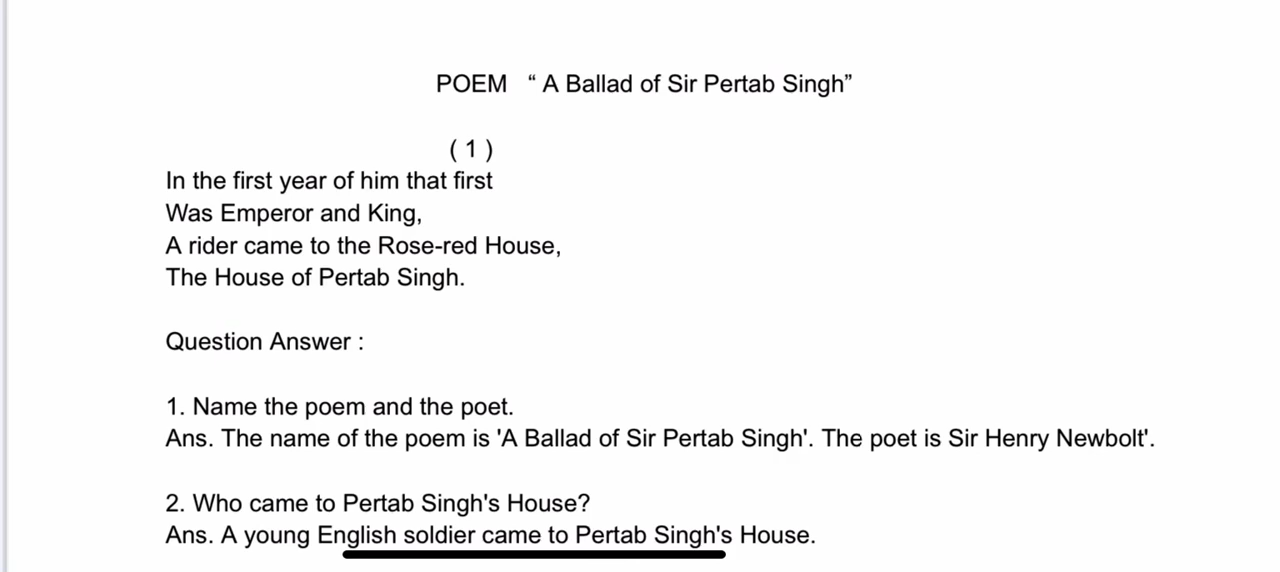 POEM “ A Ballad of Sir Pertab Singh”
( 1 )
In the first year of him that first
Was Emperor and King,
A rider came to the Rose-red House,
The House of Pertab Singh.
Question Answer :
1. Name the poem and the poet.
Ans. The name of the poem is 'A Ballad of Sir Pertab Singh'. The poet is Sir Henry Newbolt'.
2. Who came to Pertab Singh's House?
Ans. A young English soldier came to Pertab Singh's House.